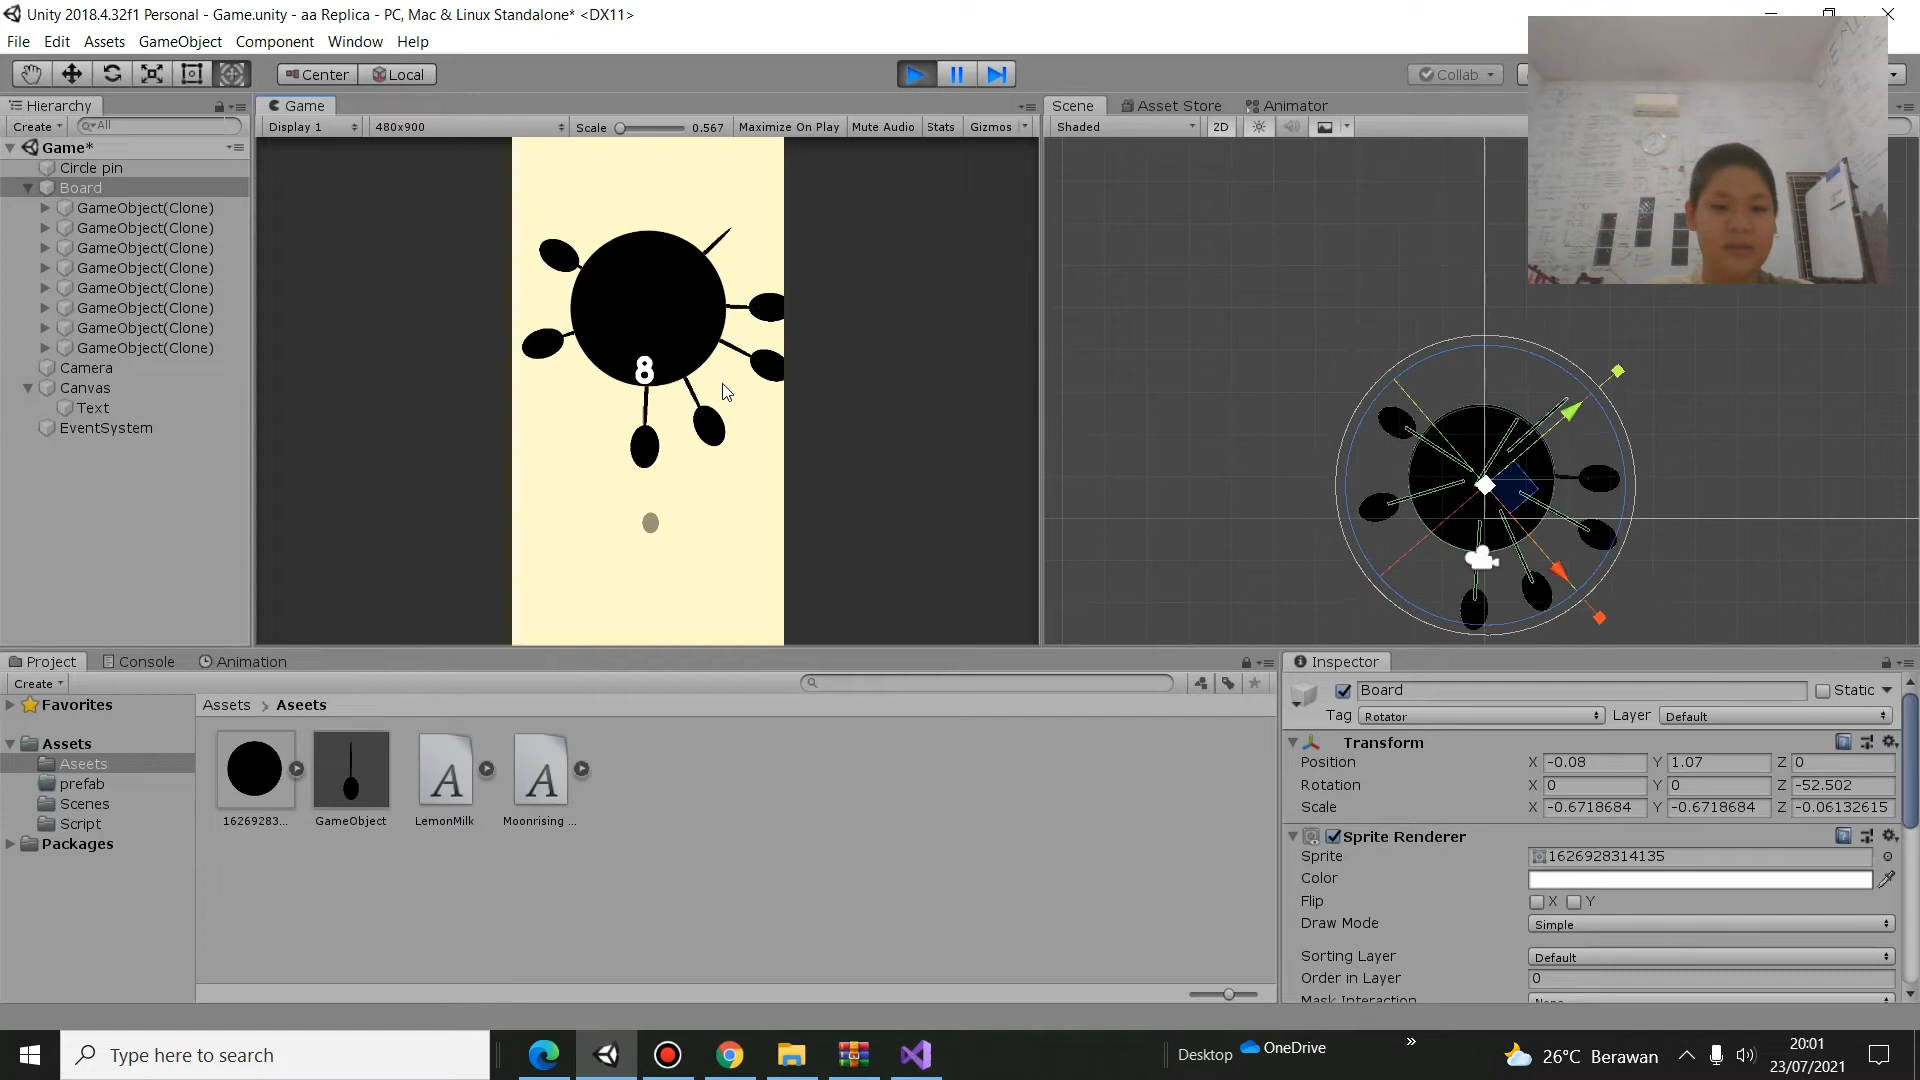 Unity 2018.4.32f1 Personal - Game.unity - aa Replica - PC, Mac & Linux Standalone* <DX11>
File Edit Assets GameObject Component Window Help
Center Local Collab
Hierarchy
Create All
Game*
Circle pin
Board
GameObject(Clone)
GameObject(Clone)
GameObject(Clone)
GameObject(Clone)
GameObject(Clone)
GameObject(Clone)
GameObject(Clone)
GameObject(Clone)
Camera
Canvas
Text
EventSystem
Game
Display 1 480x900 Scale 0.567 Maximize On Play Mute Audio Stats Gizmos
8
Scene Asset Store Animator
Shaded 2D
Project Console Animation
Create
Favorites
Assets
Aseets
prefab
Scenes
Script
Packages
Assets > Aseets
16269283...
GameObject
LemonMilk
Moonrising ...
Inspector
Board Static
Tag Rotator Layer Default
Transform
Position X -0.08 Y 1.07 Z 0
Rotation X 0 Y 0 Z -52.502
Scale X -0.6718684 Y -0.6718684 Z -0.06132615
Sprite Renderer
Sprite 1626928314135
Color
Flip X Y
Draw Mode Simple
Sorting Layer Default
Order in Layer 0
Mask Interaction
Type here to search
Desktop OneDrive
26°C Berawan
20:01
23/07/2021